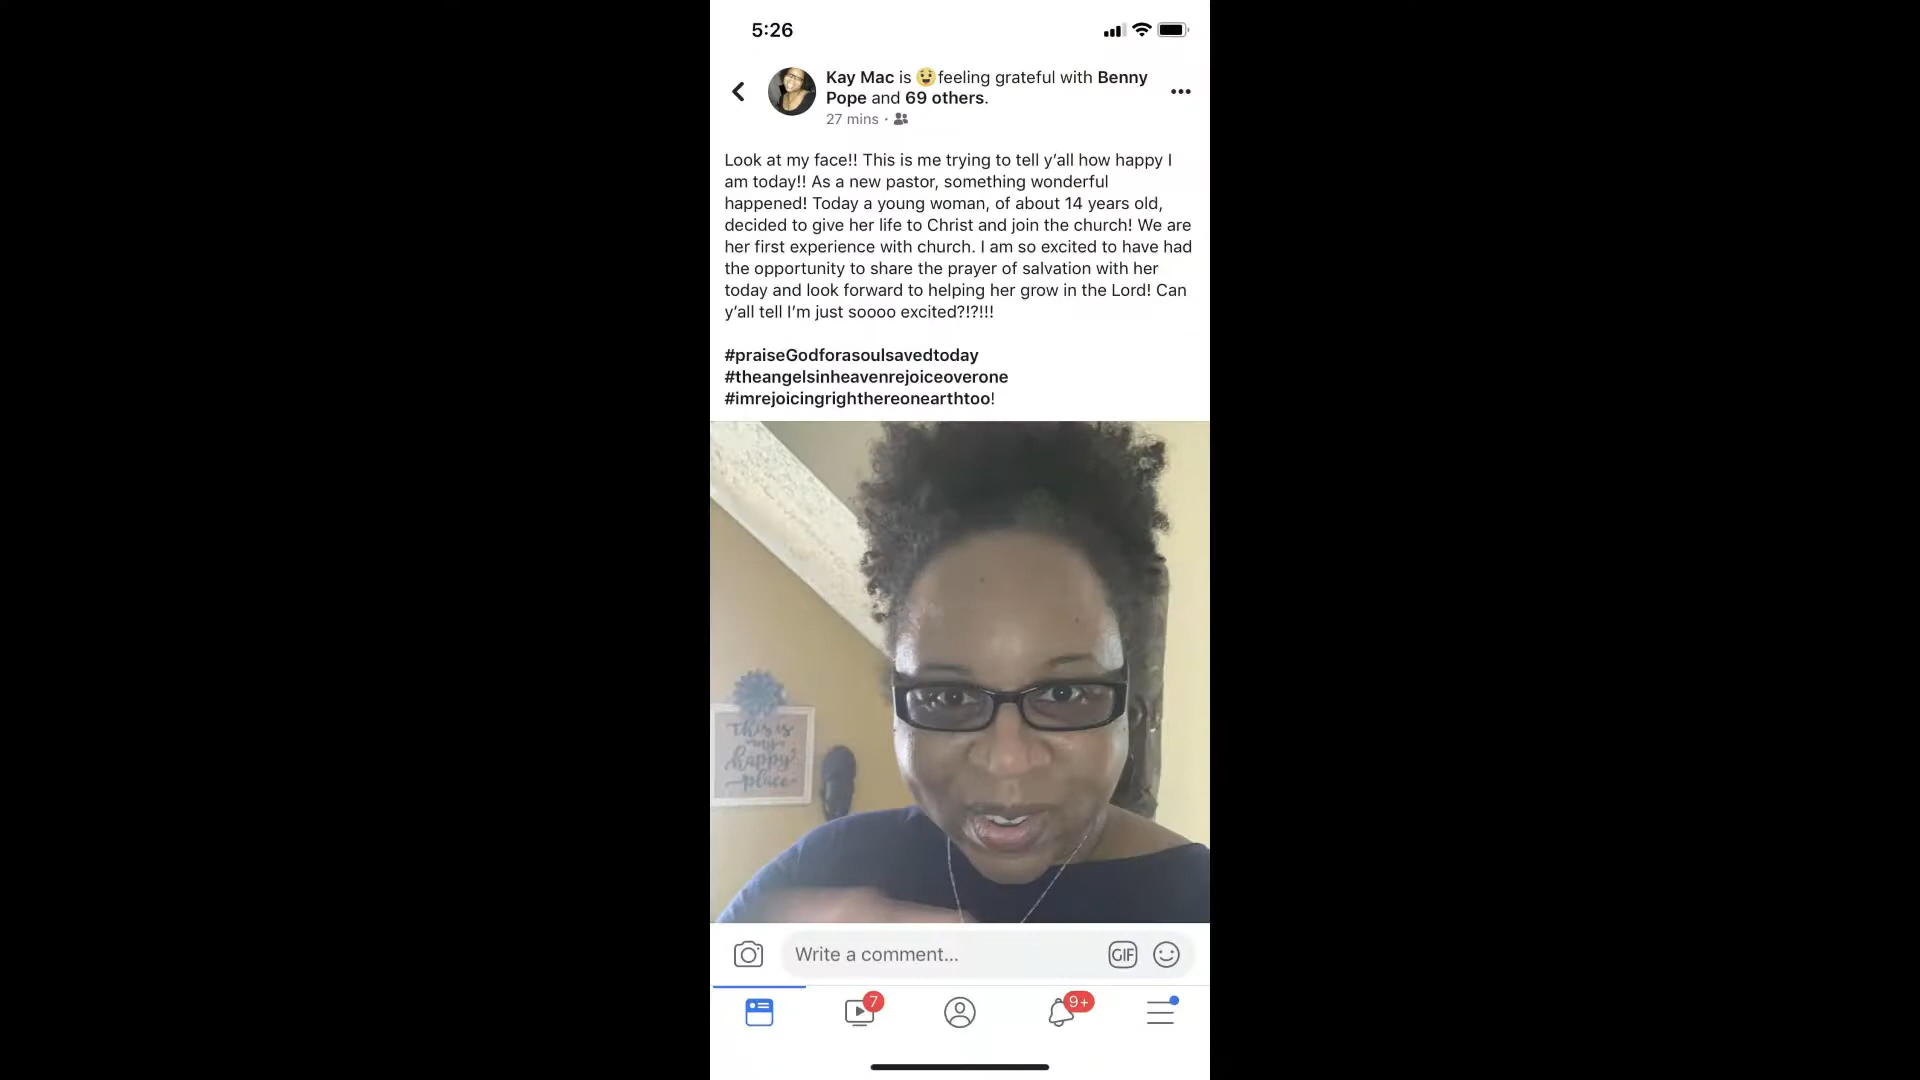 5:26
Kay Mac is 😲 feeling grateful with Benny
Pope and 69 others.
27 mins ·
Look at my face!! This is me trying to tell y’all how happy I
am today!! As a new pastor, something wonderful
happened! Today a young woman, of about 14 years old,
decided to give her life to Christ and join the church! We are
her first experience with church. I am so excited to have had
the opportunity to share the prayer of salvation with her
today and look forward to helping her grow in the Lord! Can
y’all tell I’m just soooo excited?!?!!!
#praiseGodforasoulsavedtoday
#theangelsinheavenrejoiceoverone
#imrejoicingrighthereonearthtoo!
This is
my
happy
place
Write a comment...
GIF
7
9+